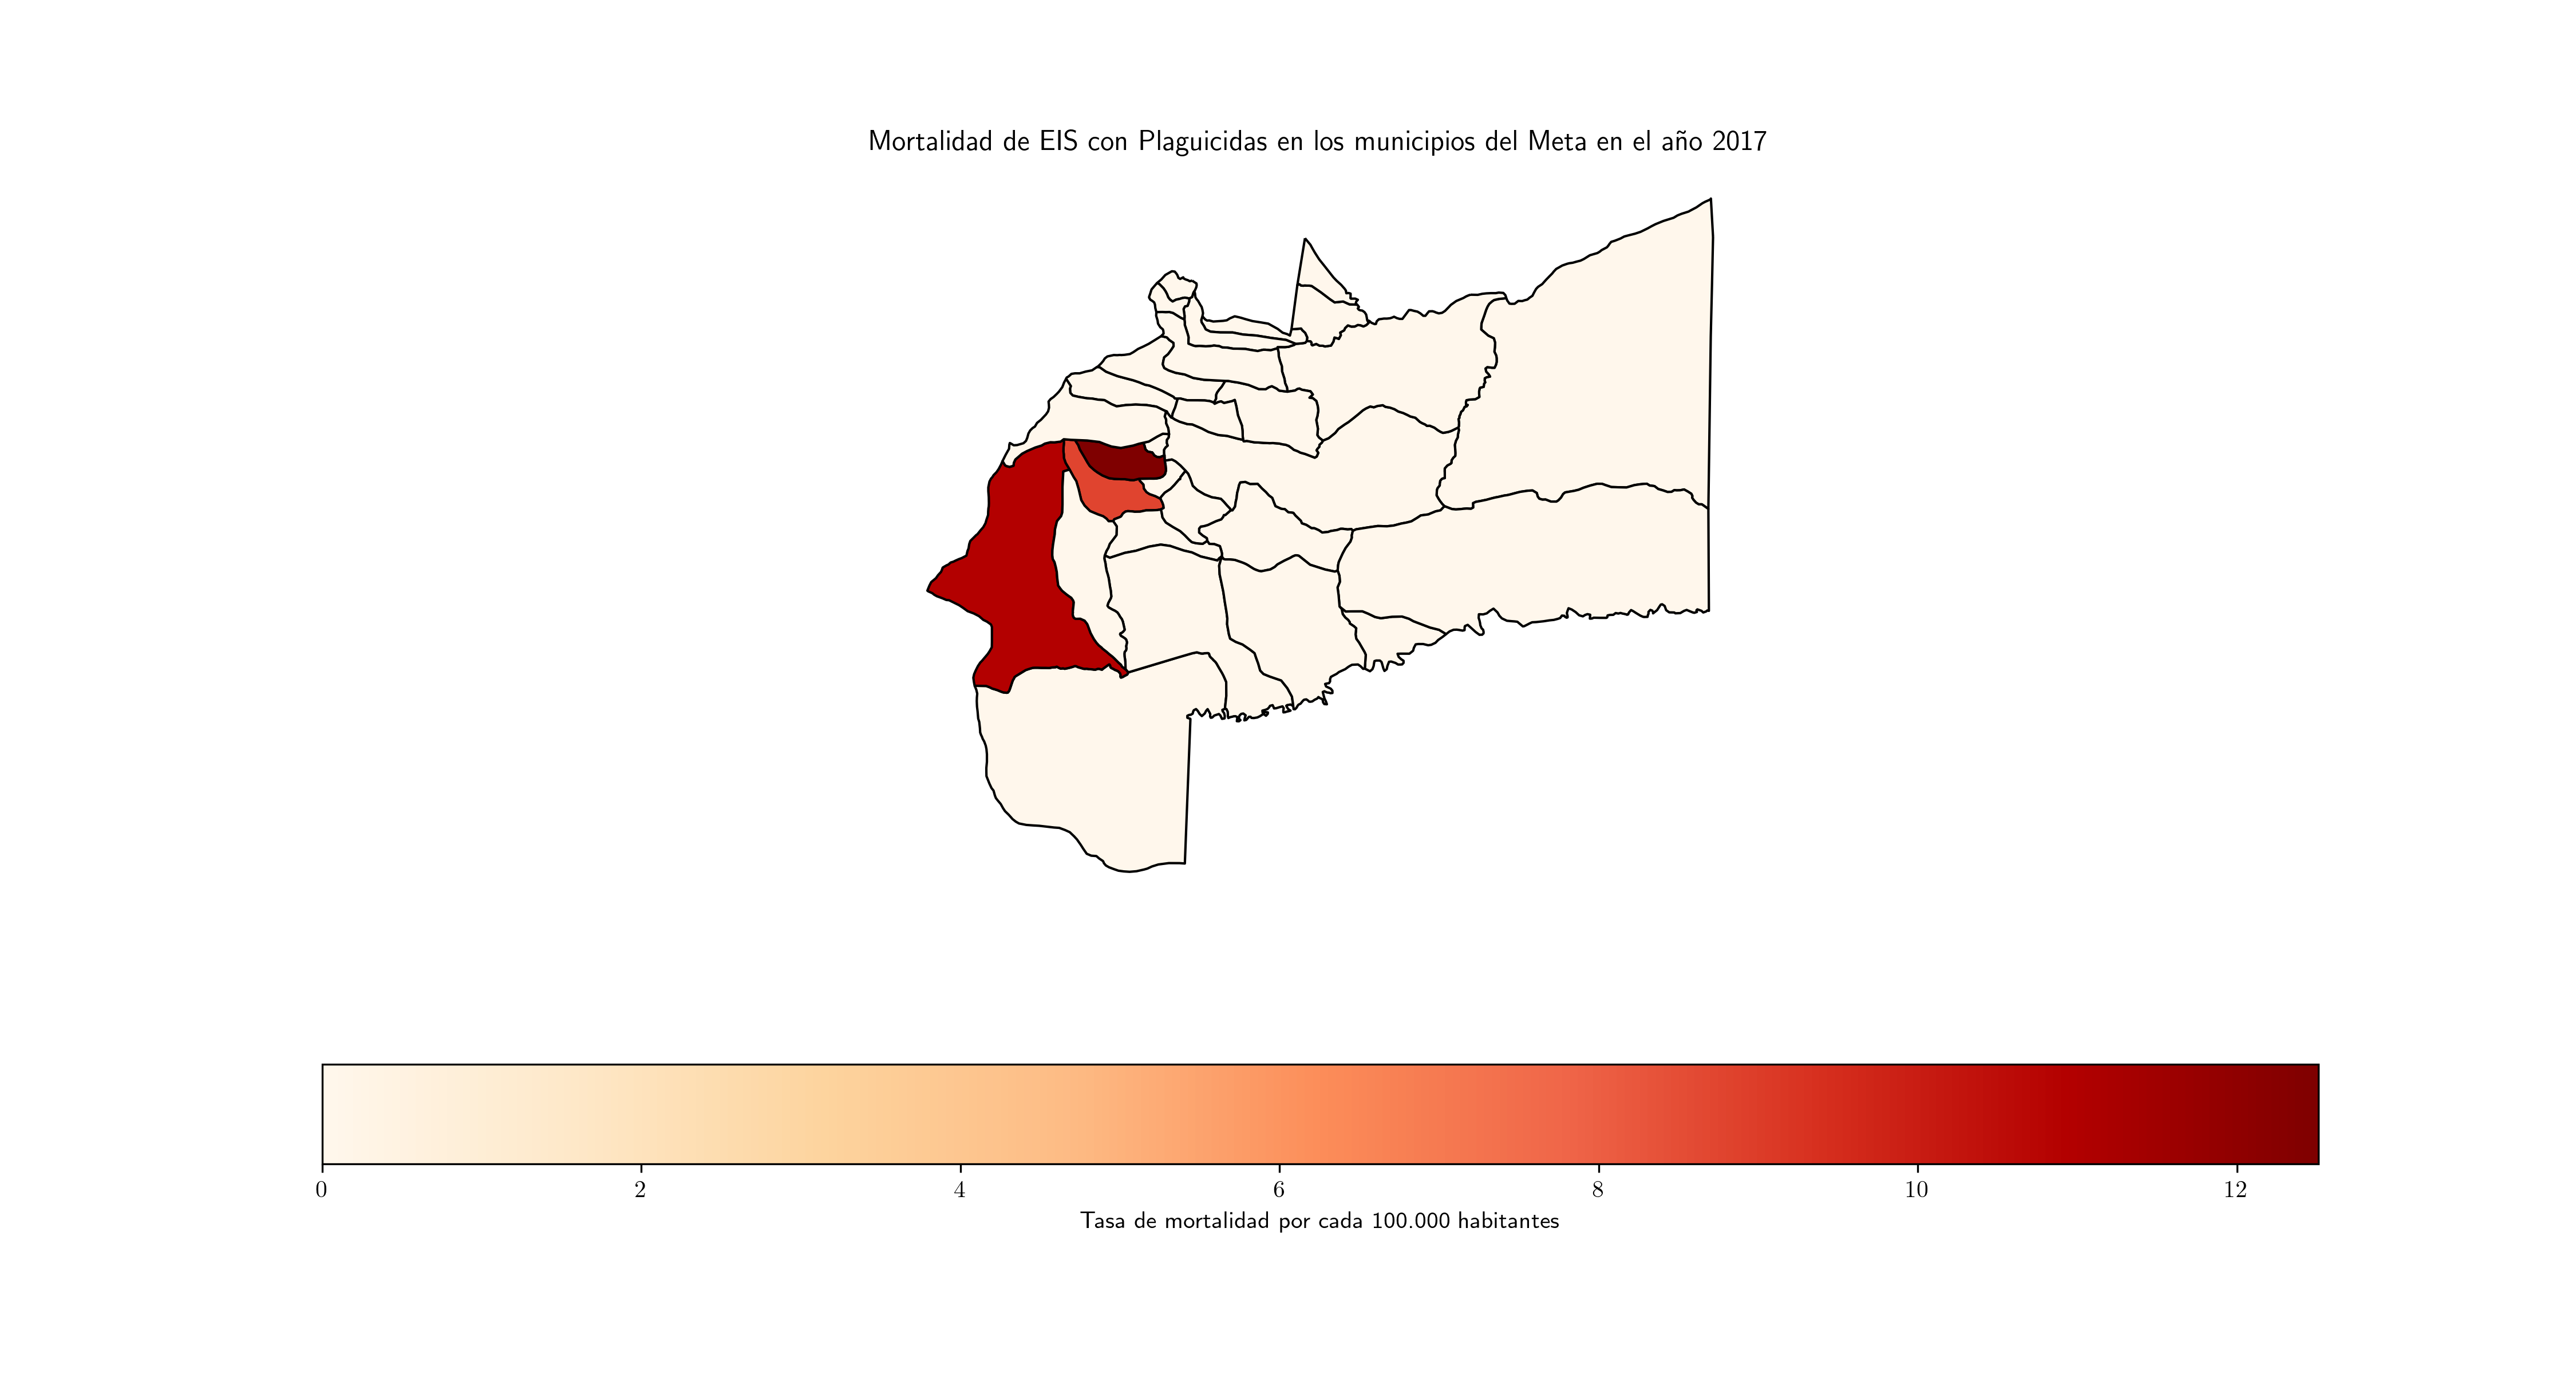 Mortalidad de EIS con Plaguicidas en los municipios del Meta en el año 2017
0 2 4 6 8 10 12
Tasa de mortalidad por cada 100.000 habitantes